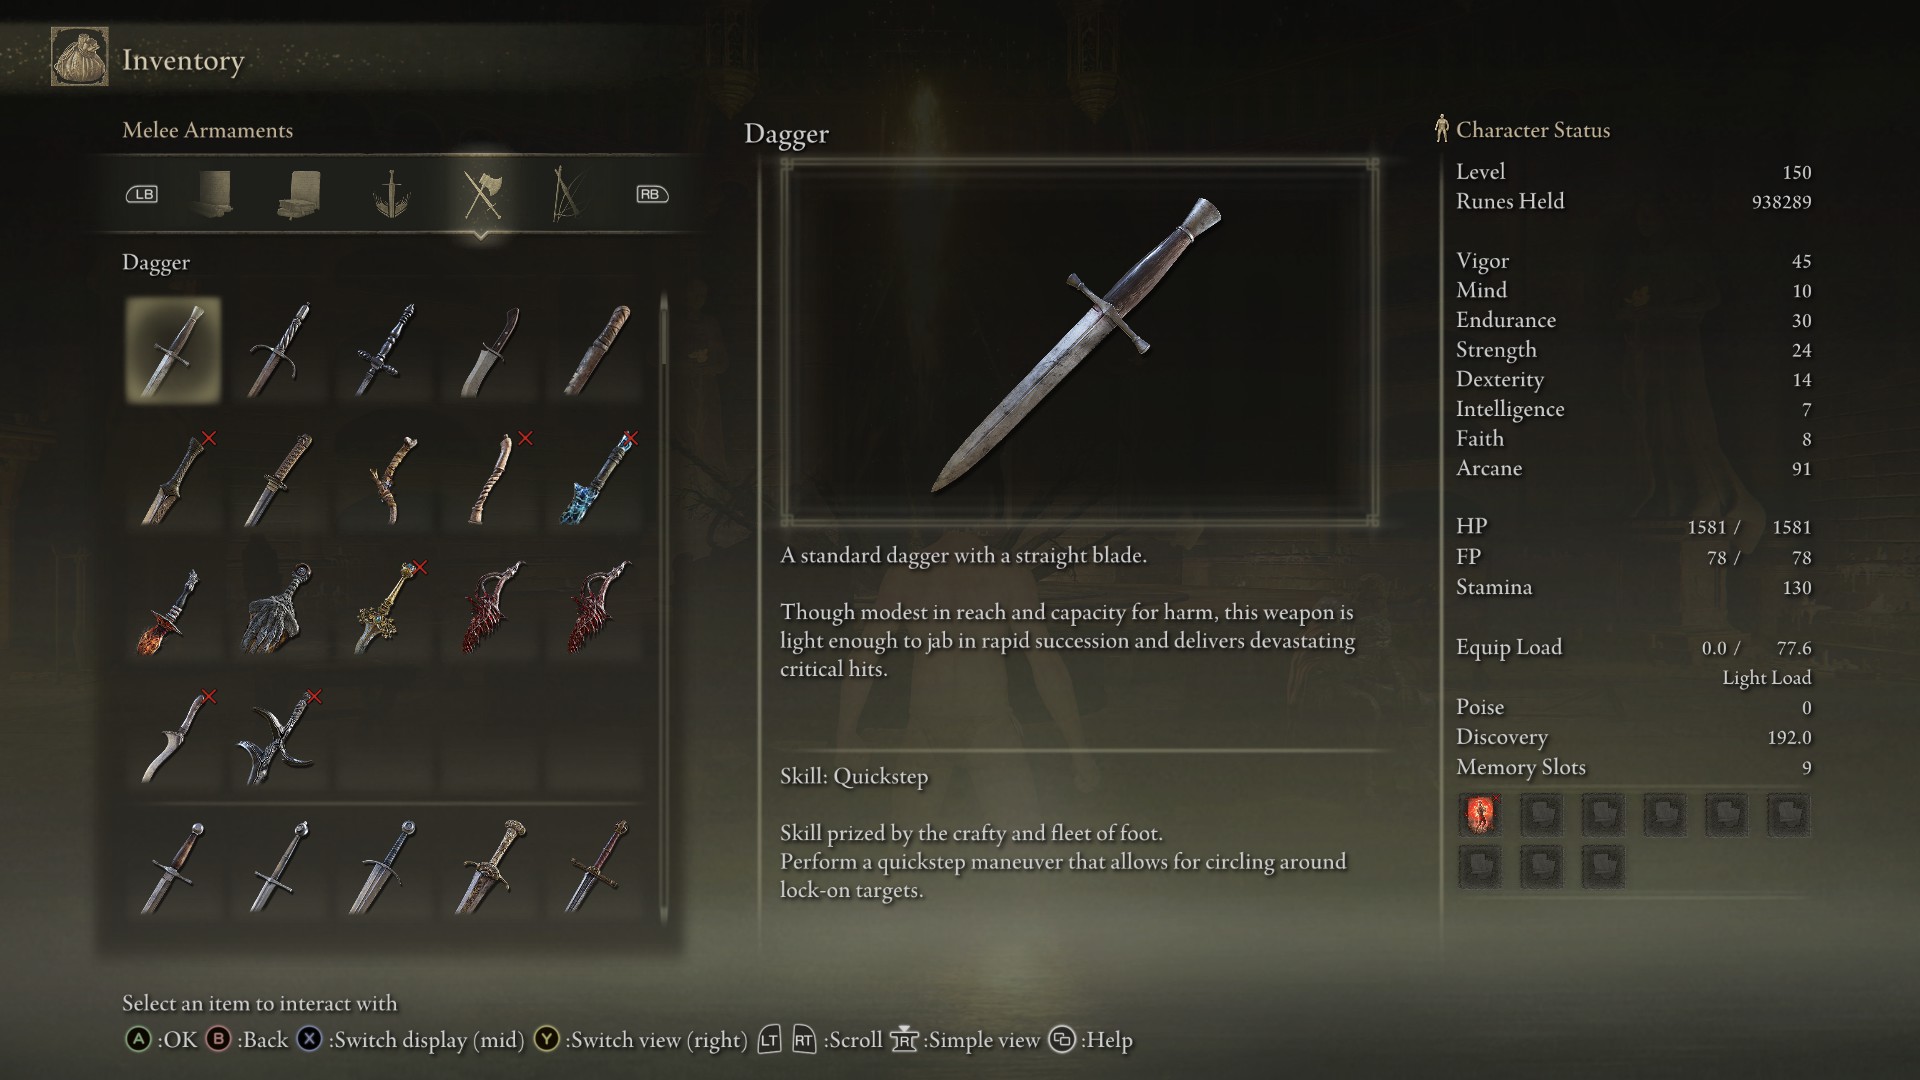 Inventory
Melee Armaments
LB
RB
Dagger
Dagger
A standard dagger with a straight blade.
Though modest in reach and capacity for harm, this weapon is
light enough to jab in rapid succession and delivers devastating
critical hits.
Skill: Quickstep
Skill prized by the crafty and fleet of foot.
Perform a quickstep maneuver that allows for circling around
lock-on targets.
Character Status
Level 150
Runes Held 938289
Vigor 45
Mind 10
Endurance 30
Strength 24
Dexterity 14
Intelligence 7
Faith 8
Arcane 91
HP 1581 / 1581
FP 78 / 78
Stamina 130
Equip Load 0.0 / 77.6
Light Load
Poise 0
Discovery 192.0
Memory Slots 9
Select an item to interact with
A :OK B :Back X :Switch display (mid) Y :Switch view (right) LT RT :Scroll R :Simple view :Help